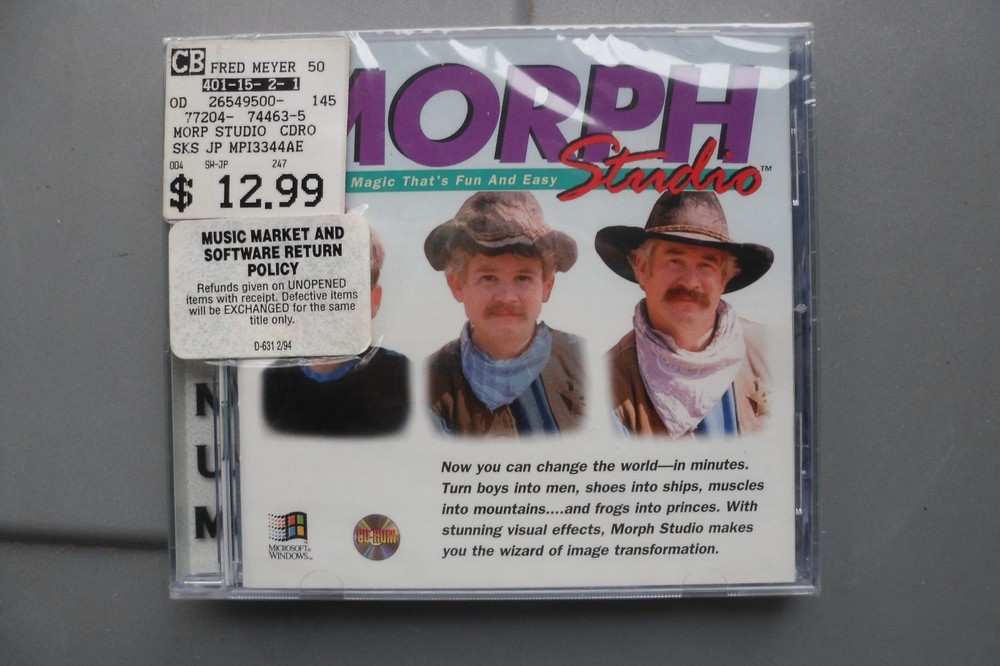 CB FRED MEYER 50
401-15- 2- 1
OD 26549500- 145
77204- 74463-5
MORP STUDIO CDRO
SKS JP MPI3344AE
004 SH-JP 247
$ 12.99
MUSIC MARKET AND
SOFTWARE RETURN
POLICY
Refunds given on UNOPENED
items with receipt. Defective items
will be EXCHANGED for the same
title only.
D-631 2/94
MORPH
Studio™
Magic That's Fun And Easy
Now you can change the world—in minutes.
Turn boys into men, shoes into ships, muscles
into mountains....and frogs into princes. With
stunning visual effects, Morph Studio makes
you the wizard of image transformation.
MICROSOFT®
WINDOWS™
CD-ROM
NUM